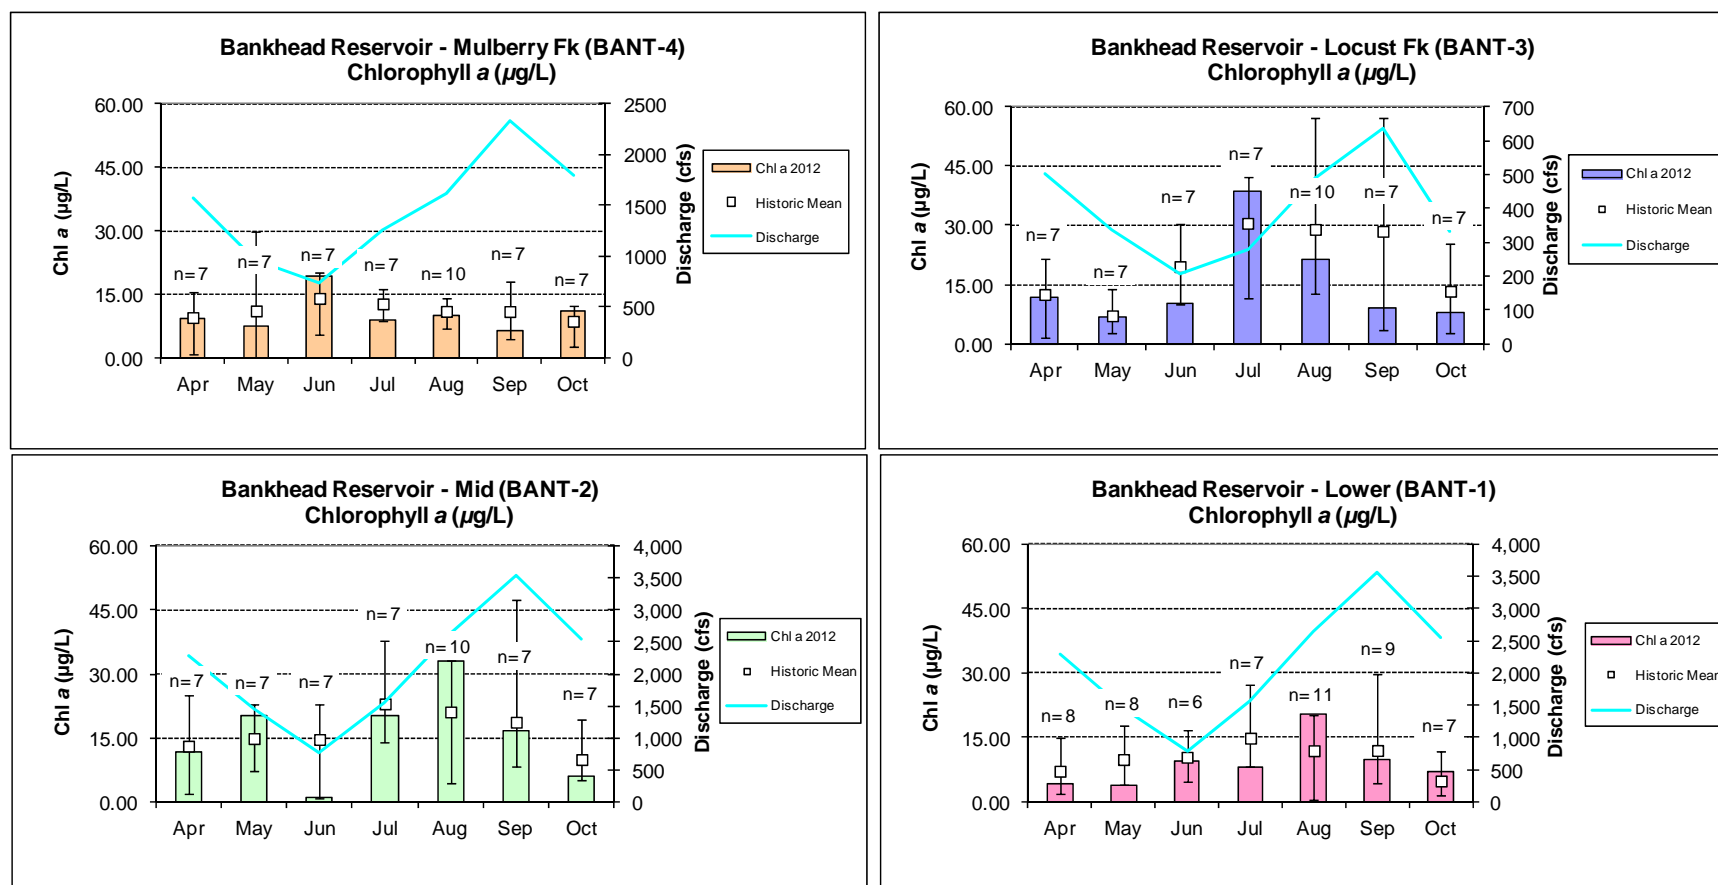 Bankhead Reservoir - Mulberry Fk (BANT-4)
Chlorophyll a (µg/L)
60.00
45.00
30.00
15.00
0.00
Chl a (µg/L)
2500
2000
1500
1000
500
0
Discharge (cfs)
n=7
n=7
n=7
n=7
n=10
n=7
n=7
Apr May Jun Jul Aug Sep Oct
Chl a 2012
Historic Mean
Discharge
Bankhead Reservoir - Locust Fk (BANT-3)
Chlorophyll a (µg/L)
60.00
45.00
30.00
15.00
0.00
Chl a (µg/L)
700
600
500
400
300
200
100
0
Discharge (cfs)
n=7
n=7
n=7
n=7
n=10
n=7
n=7
Apr May Jun Jul Aug Sep Oct
Chl a 2012
Historic Mean
Discharge
Bankhead Reservoir - Mid (BANT-2)
Chlorophyll a (µg/L)
60.00
45.00
30.00
15.00
0.00
Chl a (µg/L)
4,000
3,500
3,000
2,500
2,000
1,500
1,000
500
0
Discharge (cfs)
n=7
n=7
n=7
n=7
n=10
n=7
n=7
Apr May Jun Jul Aug Sep Oct
Chl a 2012
Historic Mean
Discharge
Bankhead Reservoir - Lower (BANT-1)
Chlorophyll a (µg/L)
60.00
45.00
30.00
15.00
0.00
Chl a (µg/L)
4,000
3,500
3,000
2,500
2,000
1,500
1,000
500
0
Discharge (cfs)
n=8
n=8
n=6
n=7
n=11
n=9
n=7
Apr May Jun Jul Aug Sep Oct
Chl a 2012
Historic Mean
Discharge